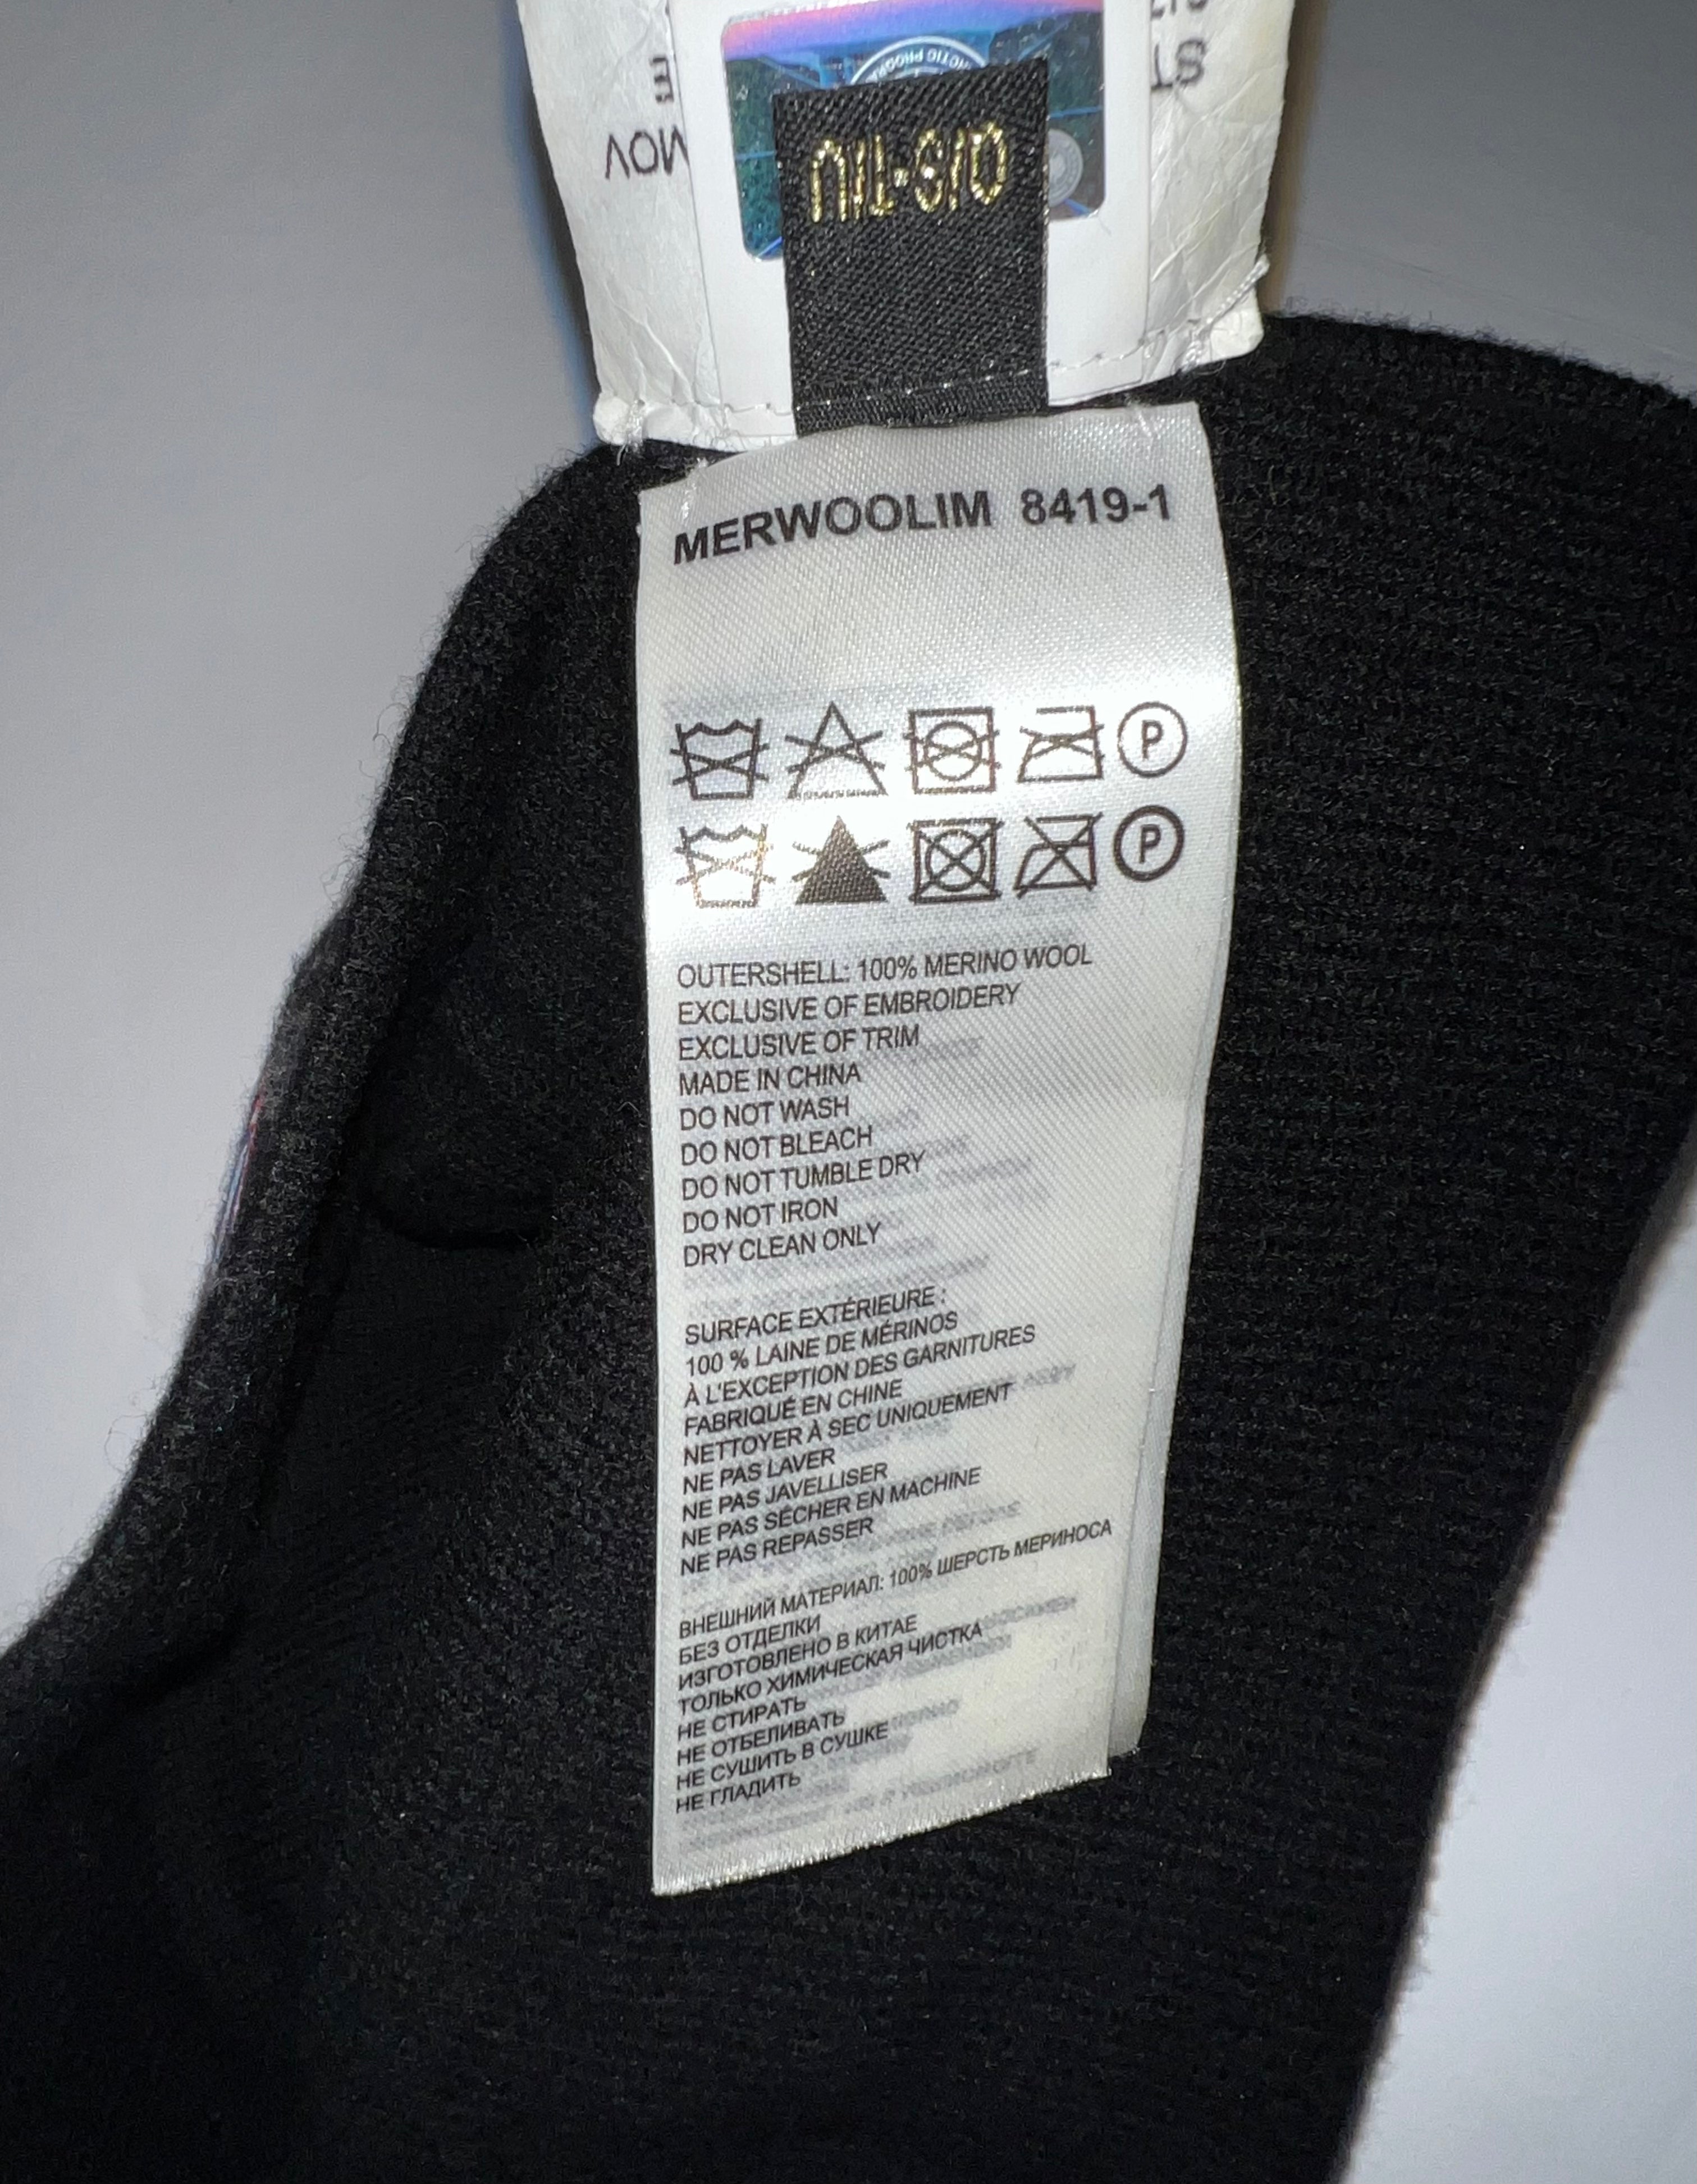 CTIC PROGRA
O/S-T/U
MERWOOLIM 8419-1
P
P
OUTERSHELL: 100% MERINO WOOL
EXCLUSIVE OF EMBROIDERY
EXCLUSIVE OF TRIM
MADE IN CHINA
DO NOT WASH
DO NOT BLEACH
DO NOT TUMBLE DRY
DO NOT IRON
DRY CLEAN ONLY
SURFACE EXTÉRIEURE :
100 % LAINE DE MÉRINOS
À L'EXCEPTION DES GARNITURES
FABRIQUÉ EN CHINE
NETTOYER À SEC UNIQUEMENT
NE PAS LAVER
NE PAS JAVELLISER
NE PAS SÉCHER EN MACHINE
NE PAS REPASSER
ВНЕШНИЙ МАТЕРИАЛ: 100% ШЕРСТЬ МЕРИНОСА
БЕЗ ОТДЕЛКИ
ИЗГОТОВЛЕНО В КИТАЕ
ТОЛЬКО ХИМИЧЕСКАЯ ЧИСТКА
НЕ СТИРАТЬ
НЕ ОТБЕЛИВАТЬ
НЕ СУШИТЬ В СУШКЕ
НЕ ГЛАДИТЬ